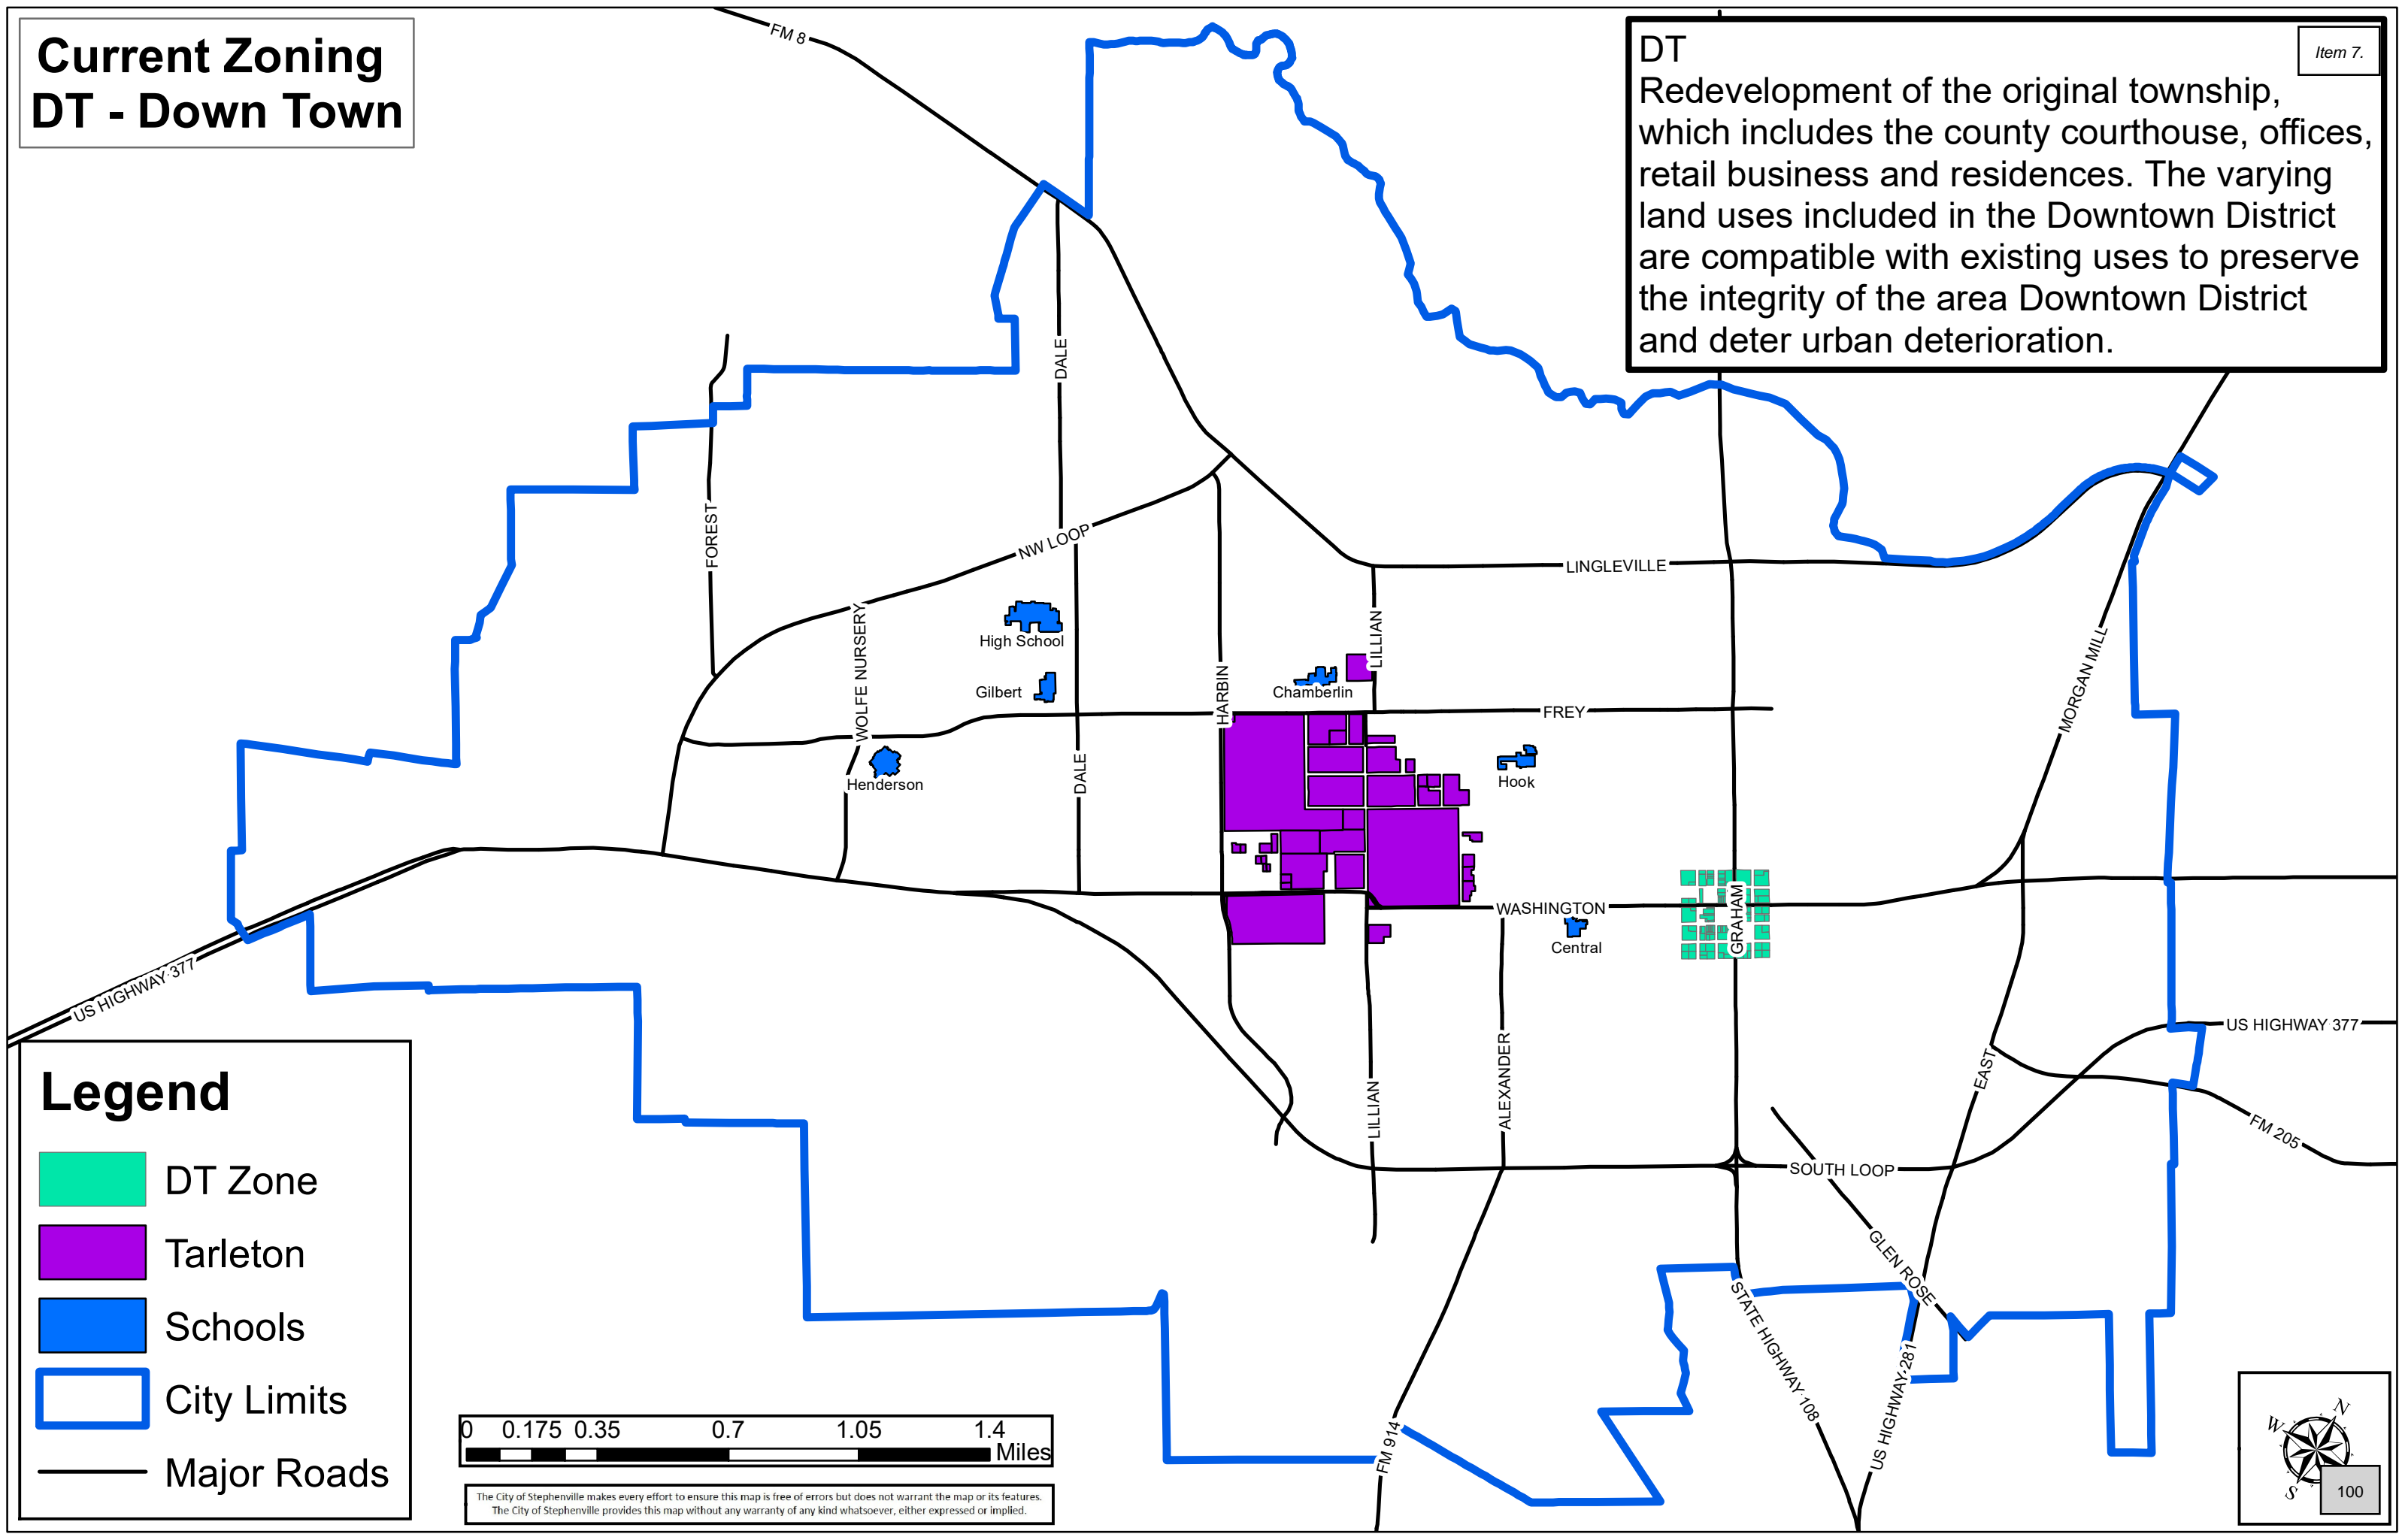 Current Zoning
DT - Down Town
Item 7.
DT
Redevelopment of the original township,
which includes the county courthouse, offices,
retail business and residences. The varying
land uses included in the Downtown District
are compatible with existing uses to preserve
the integrity of the area Downtown District
and deter urban deterioration.
FM 8
DALE
FOREST
NW LOOP
LINGLEVILLE
WOLFE NURSERY
High School
Gilbert
HARBIN
LILLIAN
Chamberlin
FREY
MORGAN MILL
DALE
Henderson
Hook
WASHINGTON
GRAHAM
Central
US HIGHWAY 377
US HIGHWAY 377
ALEXANDER
LILLIAN
EAST
FM 205
SOUTH LOOP
GLEN ROSE
STATE HIGHWAY 108
US HIGHWAY 281
FM 914
Legend
DT Zone
Tarleton
Schools
City Limits
Major Roads
0 0.175 0.35 0.7 1.05 1.4
Miles
The City of Stephenville makes every effort to ensure this map is free of errors but does not warrant the map or its features.
The City of Stephenville provides this map without any warranty of any kind whatsoever, either expressed or implied.
N
W
S
100